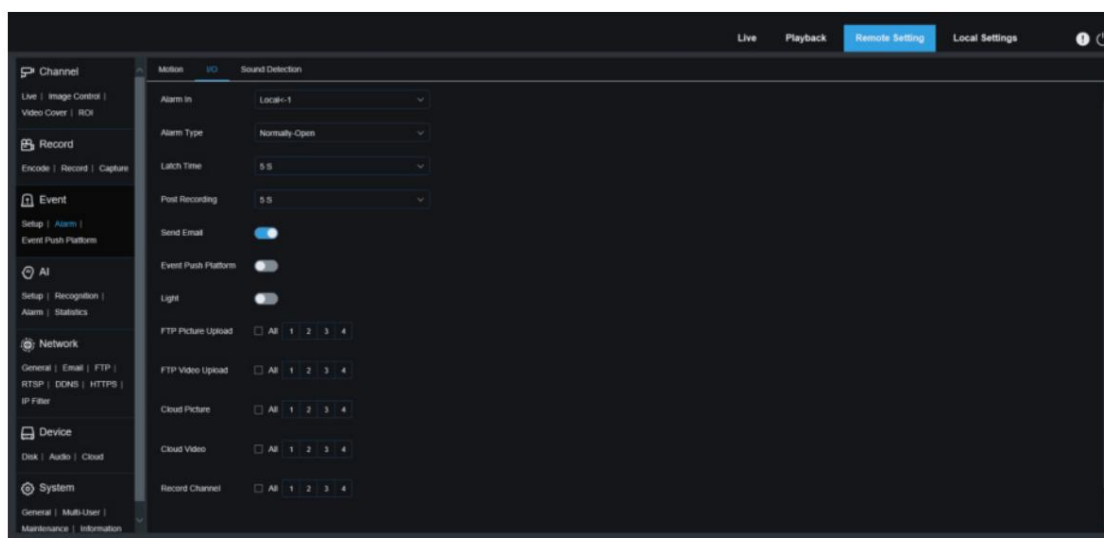 Live Playback Remote Setting Local Settings
Channel
Live | Image Control |
Video Cover | ROI
Record
Encode | Record | Capture
Event
Setup | Alarm |
Event Push Platform
AI
Setup | Recognition |
Alarm | Statistics
Network
General | Email | FTP |
RTSP | DDNS | HTTPS |
IP Filter
Device
Disk | Audio | Cloud
System
General | Multi-User |
Maintenance | Information
Motion I/O Sound Detection
Alarm In Local<-1
Alarm Type Normally-Open
Latch Time 5 S
Post Recording 5 S
Send Email
Event Push Platform
Light
FTP Picture Upload All 1 2 3 4
FTP Video Upload All 1 2 3 4
Cloud Picture All 1 2 3 4
Cloud Video All 1 2 3 4
Record Channel All 1 2 3 4